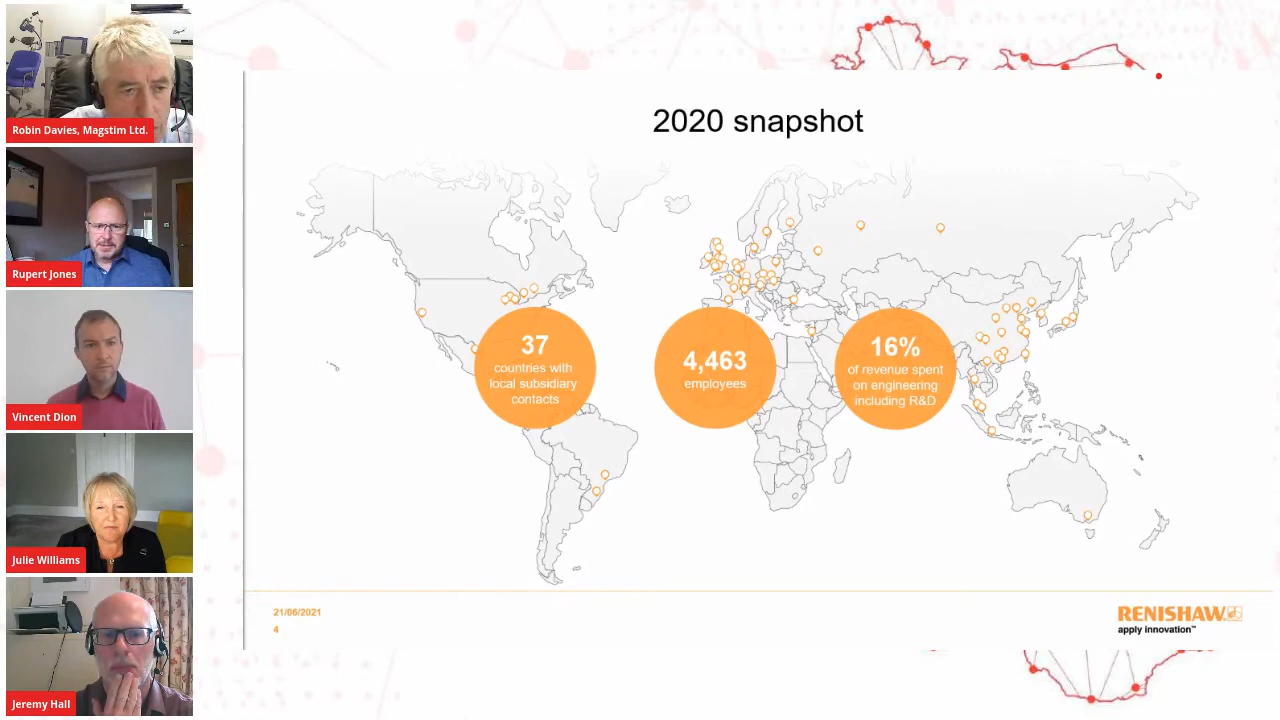 Robin Davies, Magstim Ltd.
Rupert Jones
Vincent Dion
Julie Williams
Jeremy Hall
2020 snapshot
37
countries with
local subsidiary
contacts
4,463
employees
16%
of revenue spent
on engineering
including R&D
21/06/2021
4
RENISHAW
apply innovation™